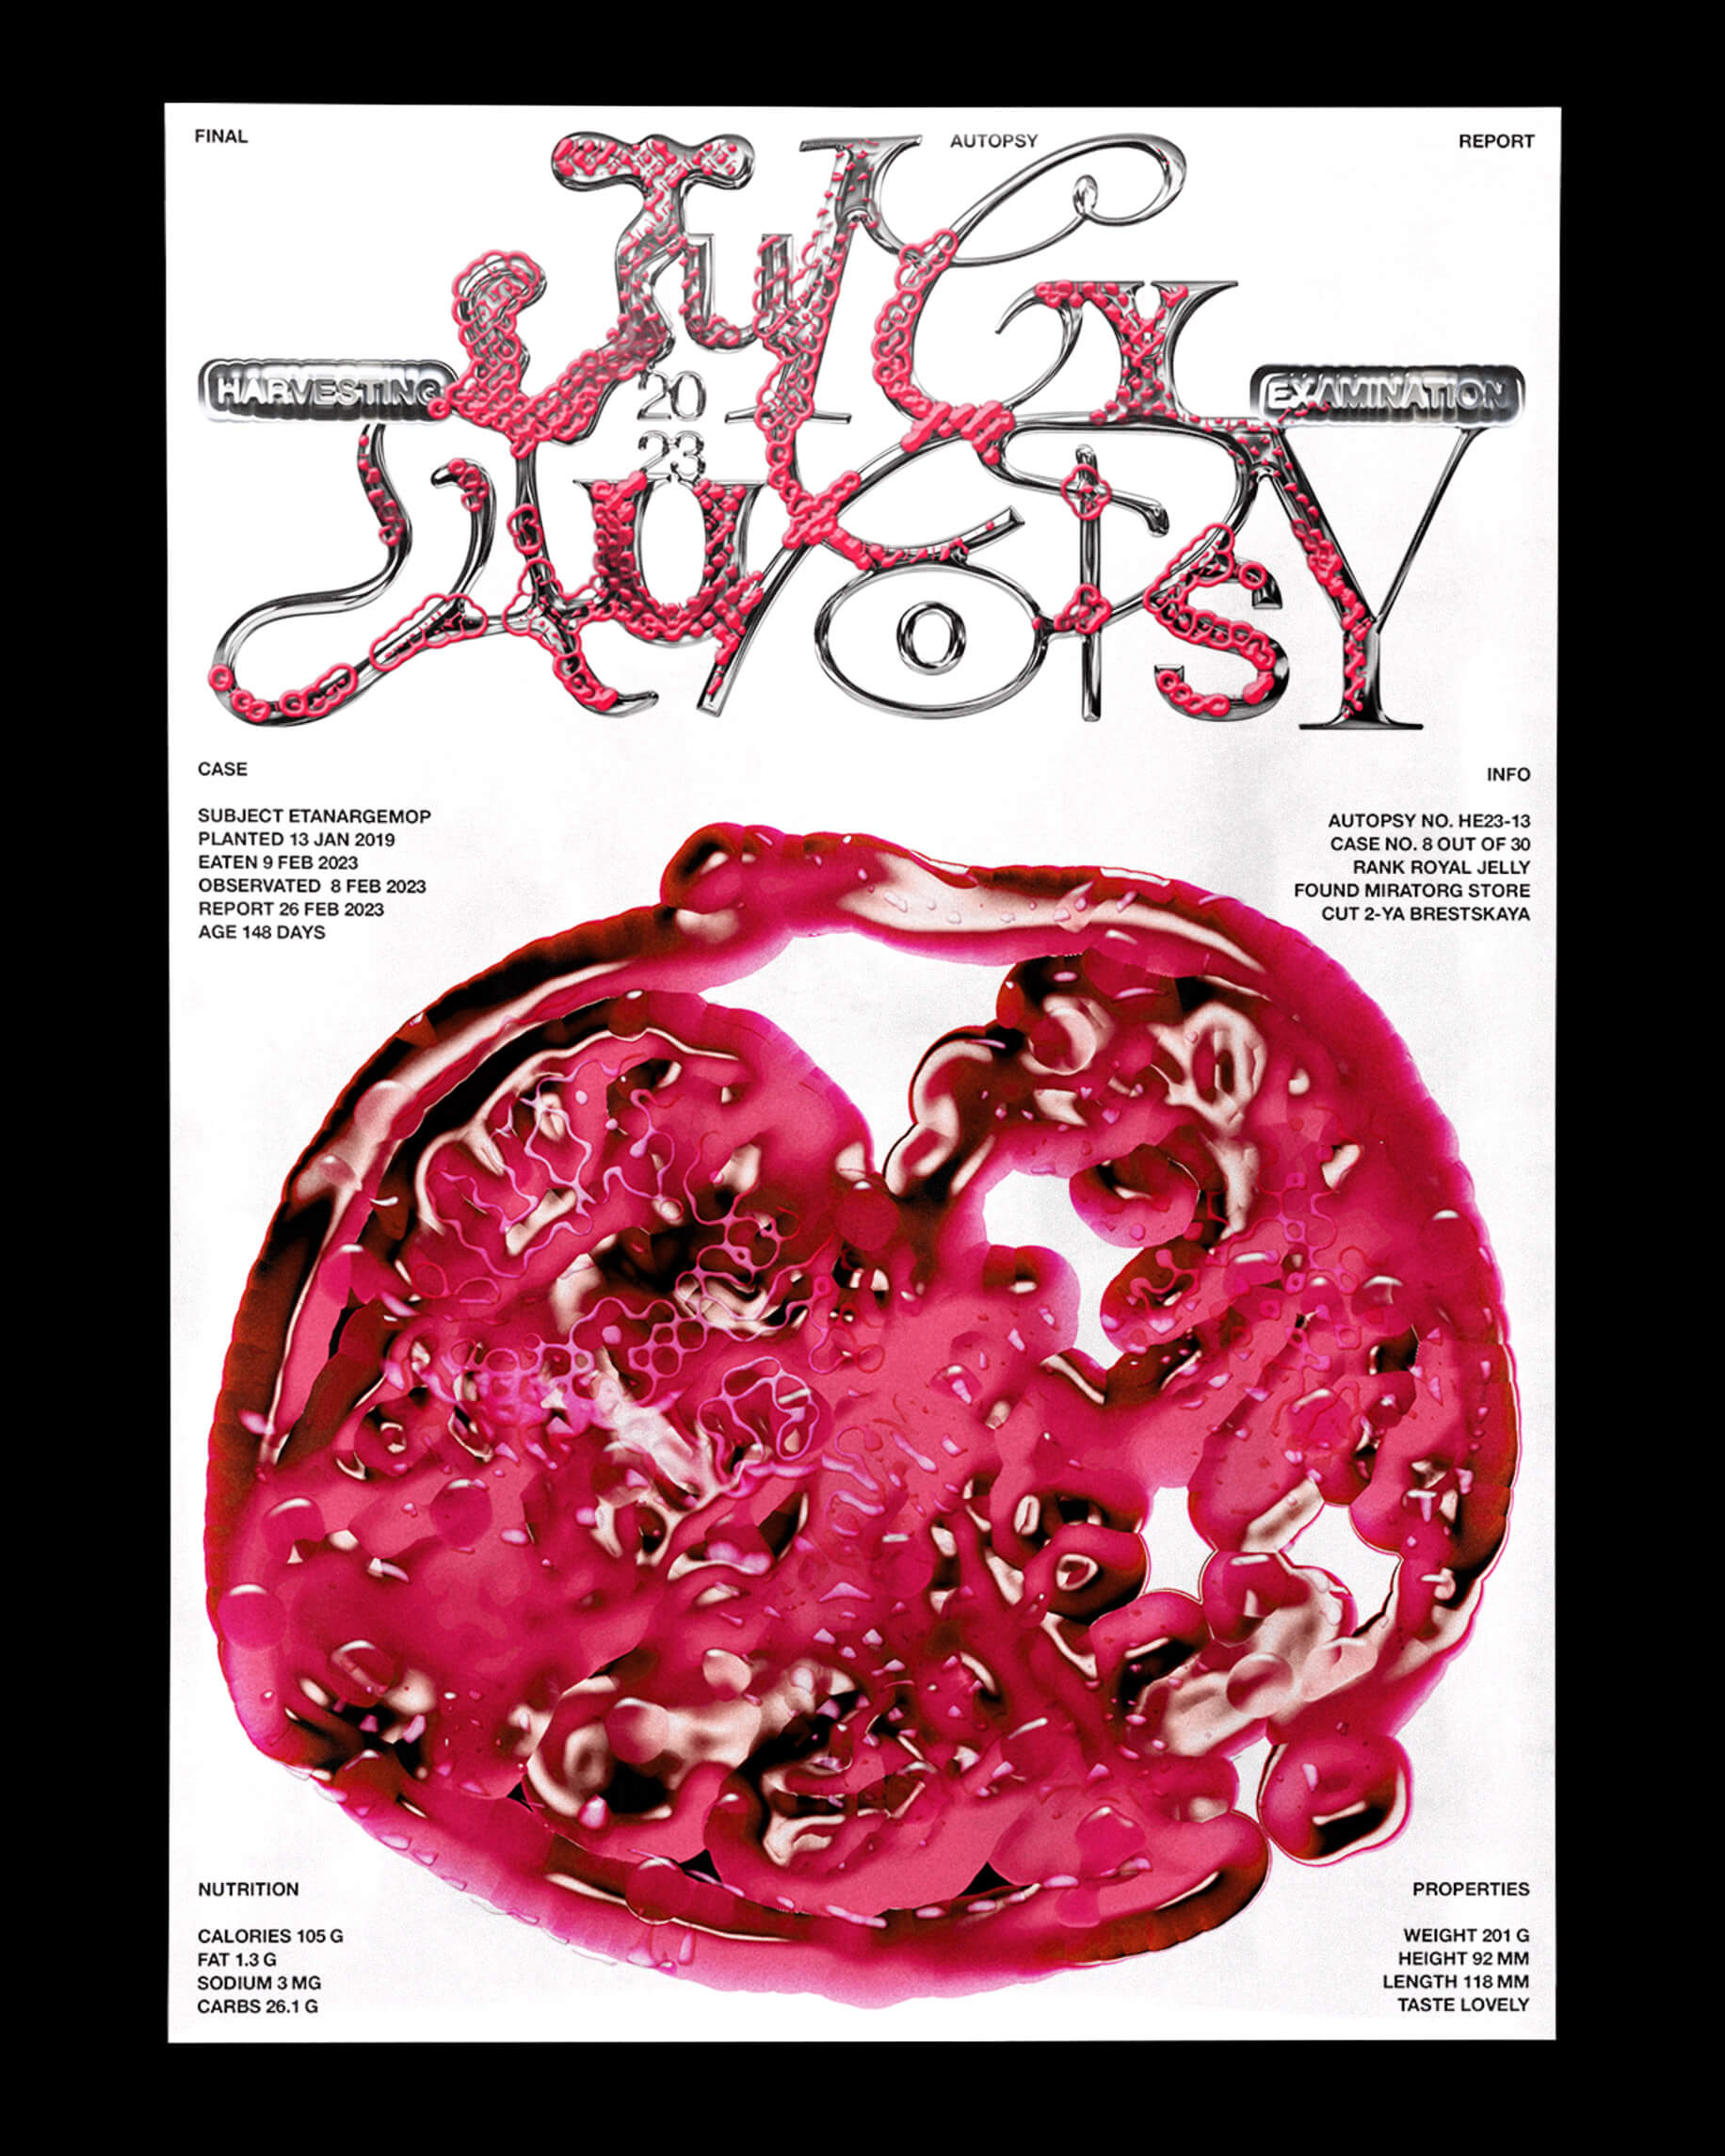 FINAL
AUTOPSY
REPORT
JUICY
HARVESTING
20
23
EXAMINATION
AUTOPSY
CASE
SUBJECT ETANARGEMOP
PLANTED 13 JAN 2019
EATEN 9 FEB 2023
OBSERVATED 8 FEB 2023
REPORT 26 FEB 2023
AGE 148 DAYS
INFO
AUTOPSY NO. HE23-13
CASE NO. 8 OUT OF 30
RANK ROYAL JELLY
FOUND MIRATORG STORE
CUT 2-YA BRESTSKAYA
NUTRITION
CALORIES 105 G
FAT 1.3 G
SODIUM 3 MG
CARBS 26.1 G
PROPERTIES
WEIGHT 201 G
HEIGHT 92 MM
LENGTH 118 MM
TASTE LOVELY